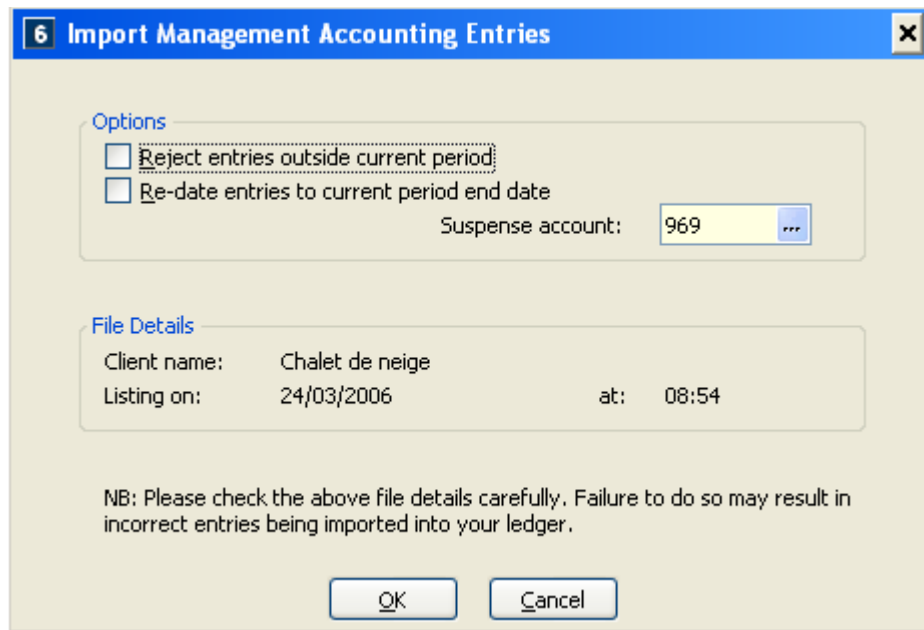 6 Import Management Accounting Entries
Options
Reject entries outside current period
Re-date entries to current period end date
Suspense account: 969 ...
File Details
Client name: Chalet de neige
Listing on: 24/03/2006 at: 08:54
NB: Please check the above file details carefully. Failure to do so may result in
incorrect entries being imported into your ledger.
OK Cancel